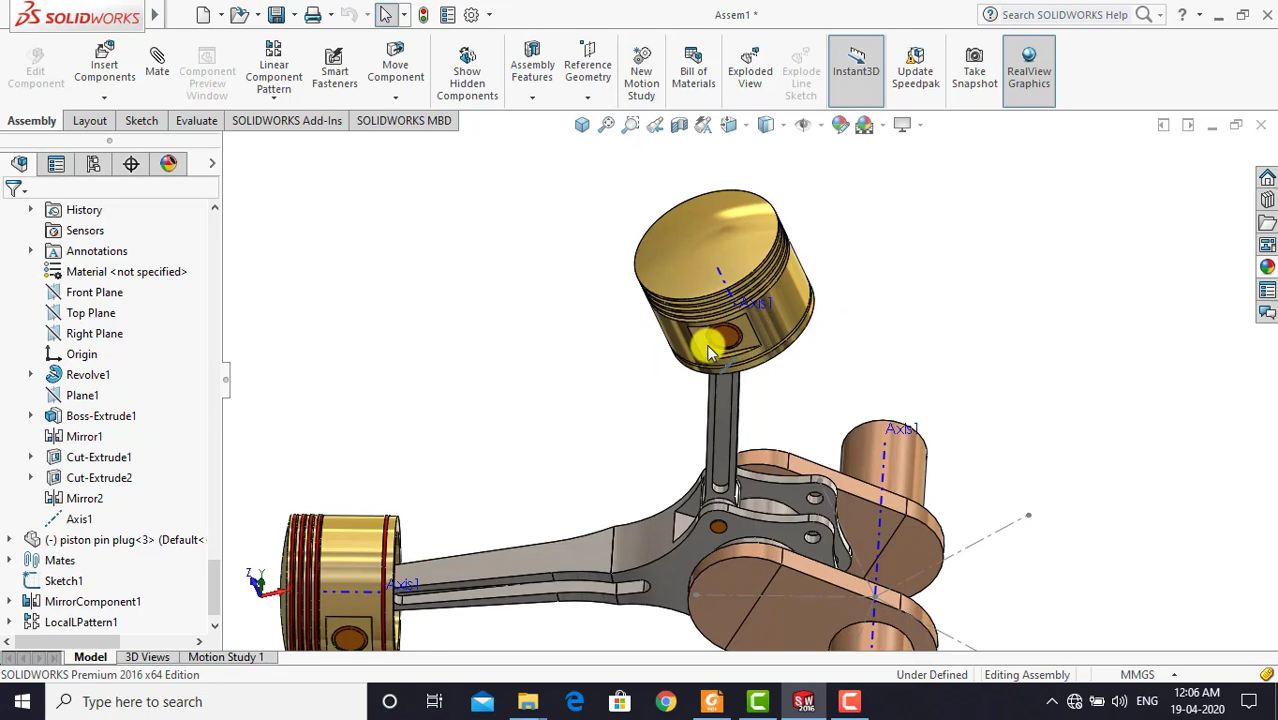 SOLIDWORKS
Assem1 *
Search SOLIDWORKS Help
Edit Component
Insert Components
Mate
Component Preview Window
Linear Component Pattern
Smart Fasteners
Move Component
Show Hidden Components
Assembly Features
Reference Geometry
New Motion Study
Bill of Materials
Exploded View
Explode Line Sketch
Instant3D
Update Speedpak
Take Snapshot
RealView Graphics
Assembly
Layout
Sketch
Evaluate
SOLIDWORKS Add-Ins
SOLIDWORKS MBD
History
Sensors
Annotations
Material <not specified>
Front Plane
Top Plane
Right Plane
Origin
Revolve1
Plane1
Boss-Extrude1
Mirror1
Cut-Extrude1
Cut-Extrude2
Mirror2
Axis1
(-) piston pin plug<3> (Default<
Mates
Sketch1
MirrorComponent1
LocalLPattern1
Axis1
Axis1
Axis1
Z
Y
Model
3D Views
Motion Study 1
SOLIDWORKS Premium 2016 x64 Edition
Under Defined
Editing Assembly
MMGS
Type here to search
SW 2016
ENG
12:06 AM
19-04-2020